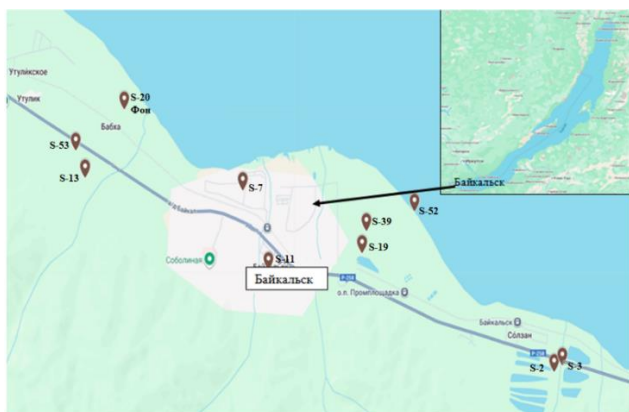 Утуликское
Утулик
S-20
Фон
Бабха
S-53
S-13
S-7
Байкальск
S-52
S-39
S-19
Соболиная
S-11
Байкальск
Р-258
о.п. Промплощадка
Байкальск
Солзан
Р-258
S-2
S-3